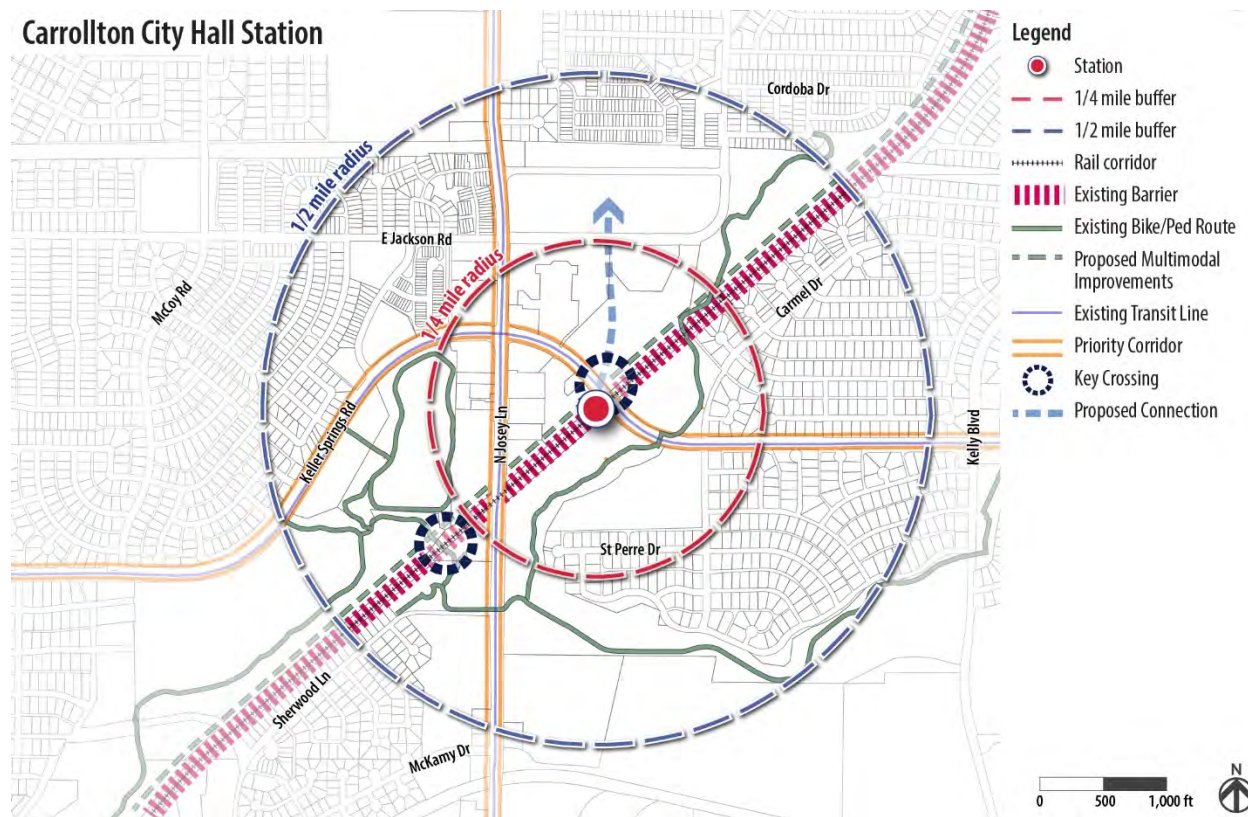 Carrollton City Hall Station
Cordoba Dr
1/2 mile radius
E Jackson Rd
McCoy Rd
1/4 mile radius
Carmel Dr
Keller Springs Rd
N Josey Ln
Kelly Blvd
St Perre Dr
Sherwood Ln
McKamy Dr
Legend
Station
1/4 mile buffer
1/2 mile buffer
Rail corridor
Existing Barrier
Existing Bike/Ped Route
Proposed Multimodal
Improvements
Existing Transit Line
Priority Corridor
Key Crossing
Proposed Connection
N
0 500 1,000 ft